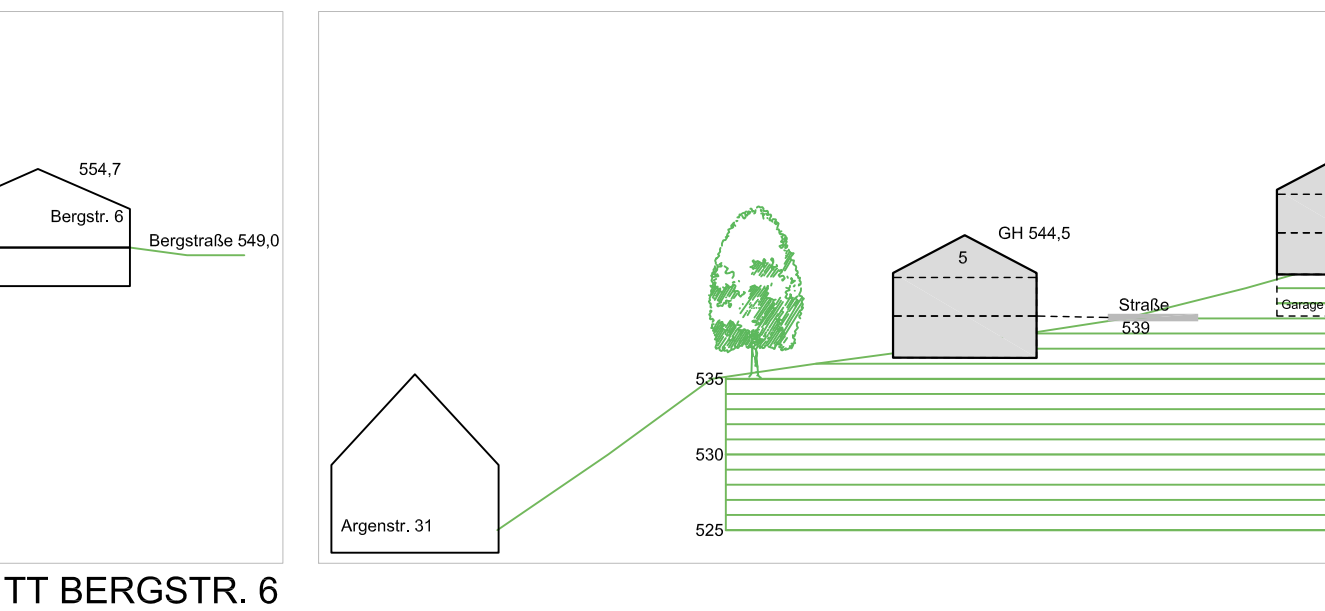 554,7
Bergstr. 6
Bergstraße 549,0
TT BERGSTR. 6
GH 544,5
5
Straße
539
Garage
535
530
525
Argenstr. 31